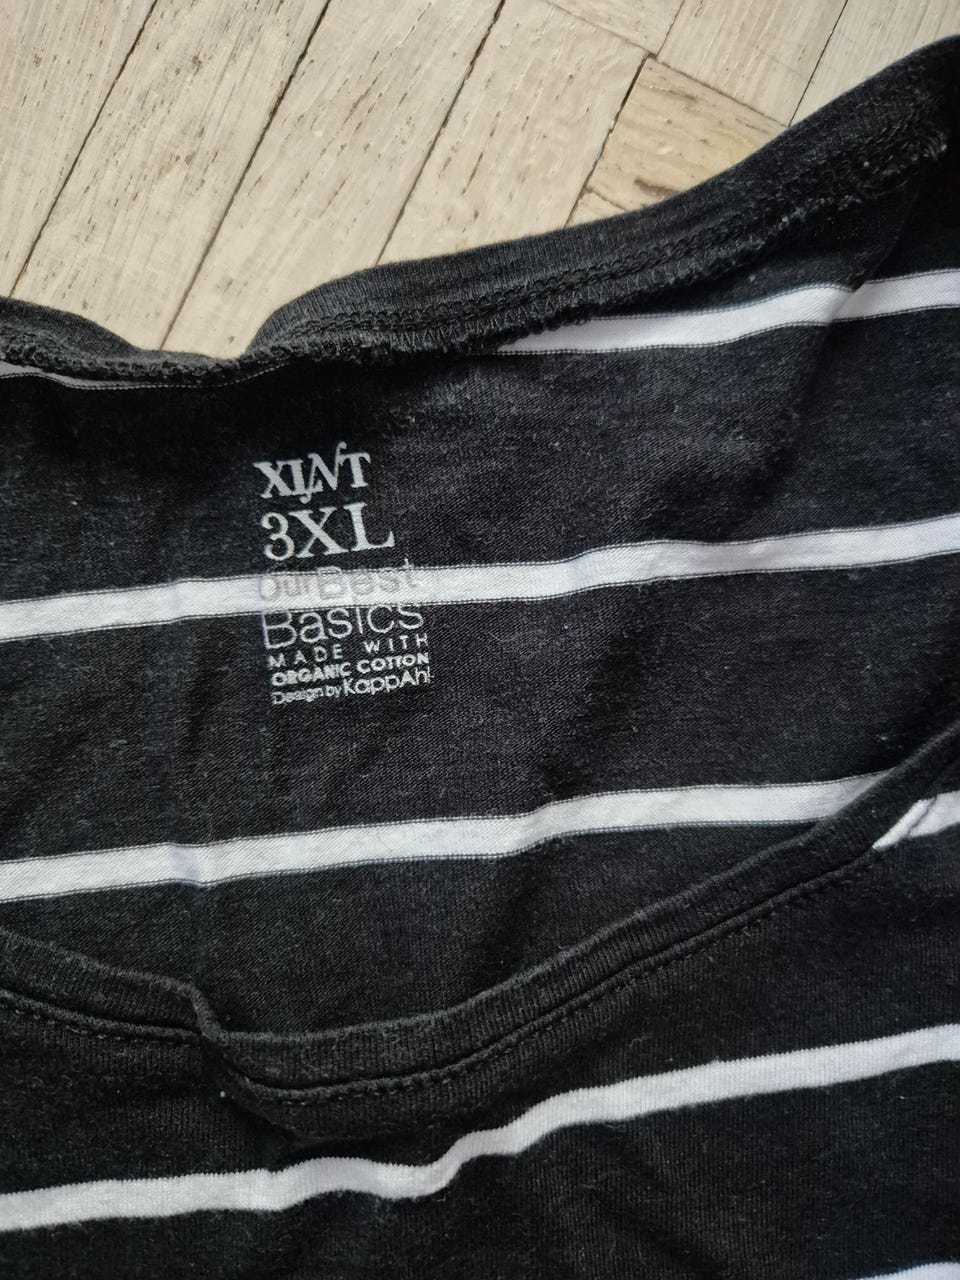 XLNT
3XL
ourBest
Basics
MADE WITH
ORGANIC COTTON
Design by KappAhl